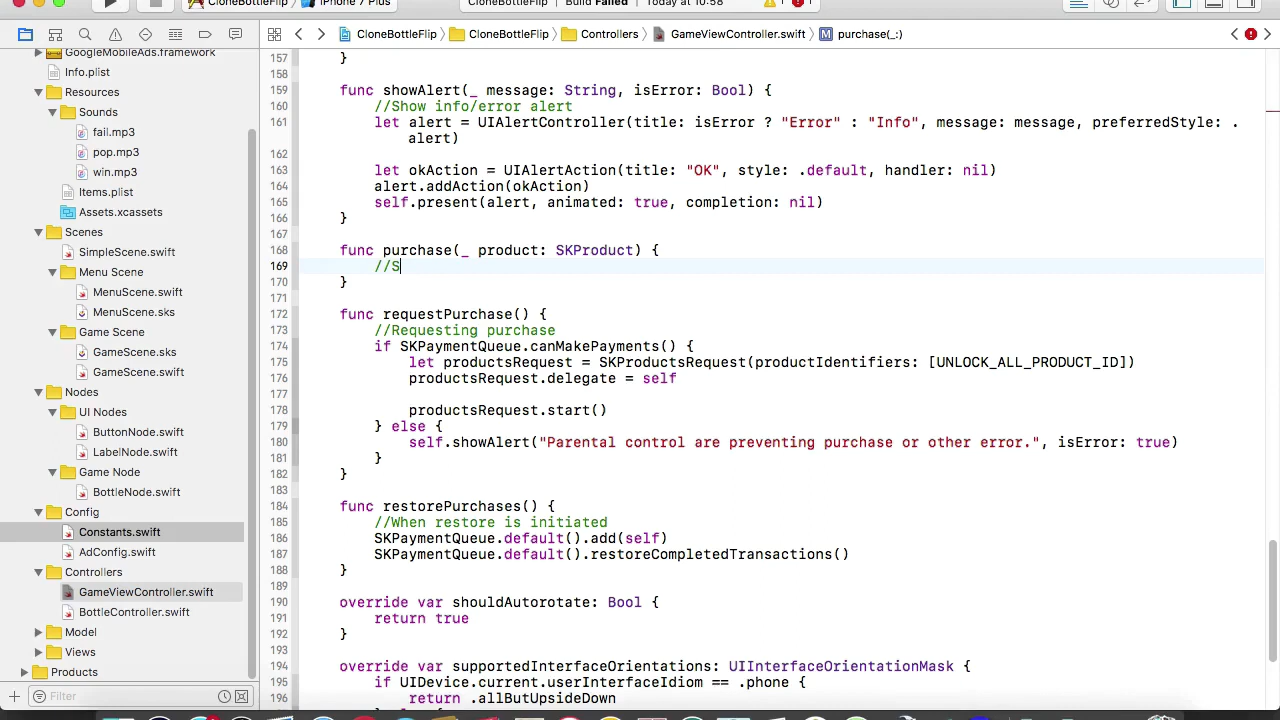 CloneBottleFlip
iPhone 7 Plus
CloneBottleFlip
Build Failed
Today at 10:58
1
1
CloneBottleFlip
CloneBottleFlip
Controllers
GameViewController.swift
M
purchase(_:)
GoogleMobileAds.framework
Info.plist
Resources
Sounds
fail.mp3
pop.mp3
win.mp3
Items.plist
Assets.xcassets
Scenes
SimpleScene.swift
Menu Scene
MenuScene.swift
MenuScene.sks
Game Scene
GameScene.sks
GameScene.swift
Nodes
UI Nodes
ButtonNode.swift
LabelNode.swift
Game Node
BottleNode.swift
Config
Constants.swift
AdConfig.swift
Controllers
GameViewController.swift
BottleController.swift
Model
Views
Products
Filter
157 }
158
159 func showAlert(_ message: String, isError: Bool) {
160 //Show info/error alert
161 let alert = UIAlertController(title: isError ? "Error" : "Info", message: message, preferredStyle: .
alert)
162
163 let okAction = UIAlertAction(title: "OK", style: .default, handler: nil)
164 alert.addAction(okAction)
165 self.present(alert, animated: true, completion: nil)
166 }
167
168 func purchase(_ product: SKProduct) {
169 //S
170 }
171
172 func requestPurchase() {
173 //Requesting purchase
174 if SKPaymentQueue.canMakePayments() {
175 let productsRequest = SKProductsRequest(productIdentifiers: [UNLOCK_ALL_PRODUCT_ID])
176 productsRequest.delegate = self
177
178 productsRequest.start()
179 } else {
180 self.showAlert("Parental control are preventing purchase or other error.", isError: true)
181 }
182 }
183
184 func restorePurchases() {
185 //When restore is initiated
186 SKPaymentQueue.default().add(self)
187 SKPaymentQueue.default().restoreCompletedTransactions()
188 }
189
190 override var shouldAutorotate: Bool {
191 return true
192 }
193
194 override var supportedInterfaceOrientations: UIInterfaceOrientationMask {
195 if UIDevice.current.userInterfaceIdiom == .phone {
196 return .allButUpsideDown